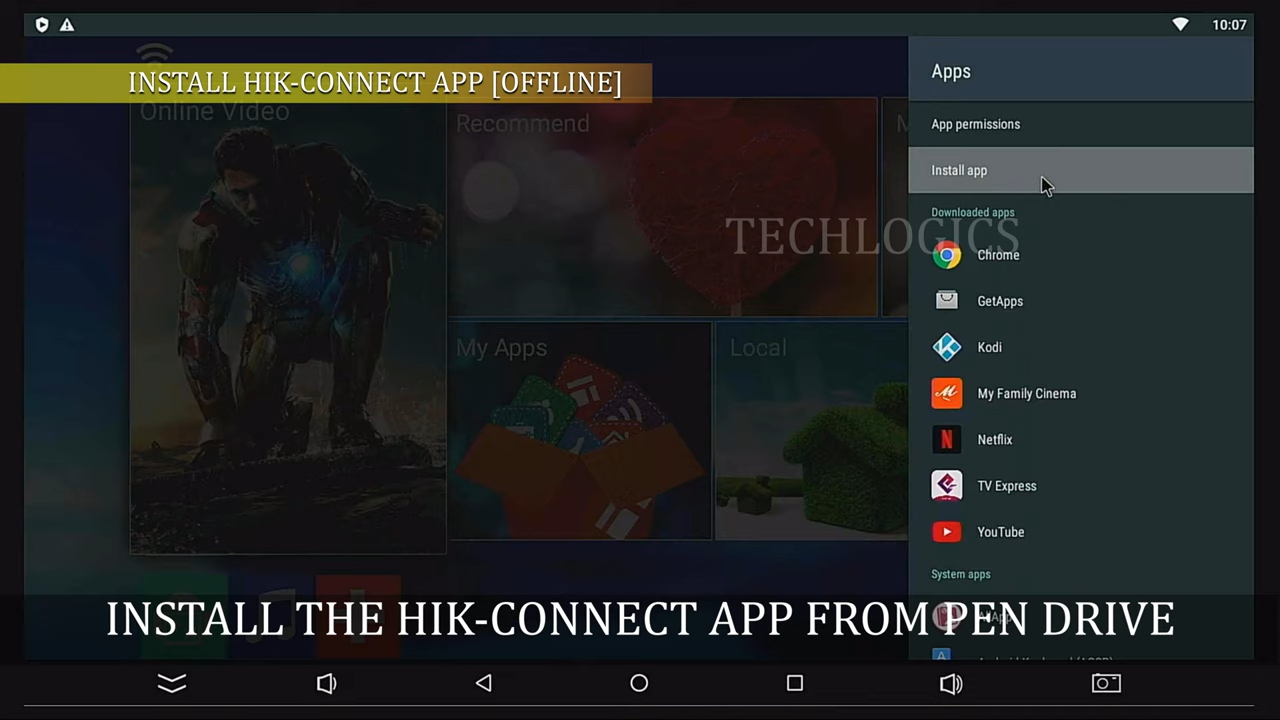 10:07
INSTALL HIK-CONNECT APP [OFFLINE]
Online Video
Recommend
My Apps
Local
Apps
App permissions
Install app
Downloaded apps
TECHLOGICS
Chrome
GetApps
Kodi
My Family Cinema
Netflix
TV Express
YouTube
System apps
INSTALL THE HIK-CONNECT APP FROM PEN DRIVE